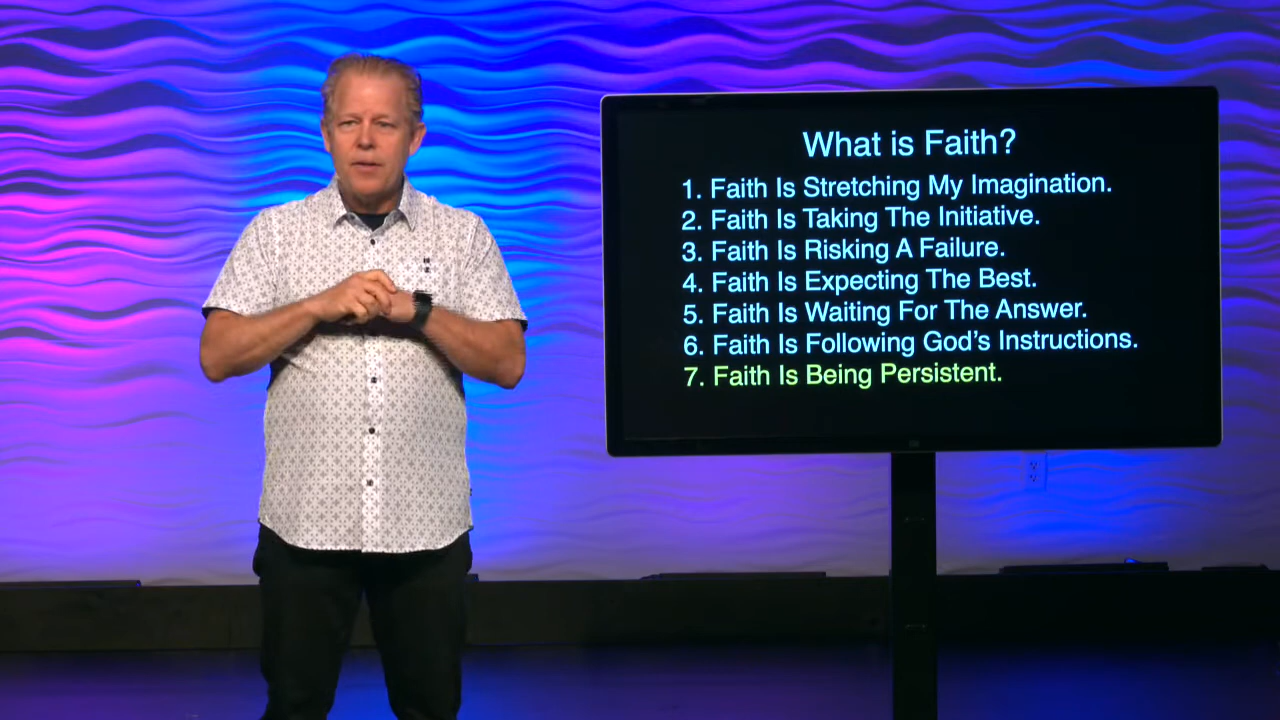 What is Faith?
1. Faith Is Stretching My Imagination.
2. Faith Is Taking The Initiative.
3. Faith Is Risking A Failure.
4. Faith Is Expecting The Best.
5. Faith Is Waiting For The Answer.
6. Faith Is Following God's Instructions.
7. Faith Is Being Persistent.